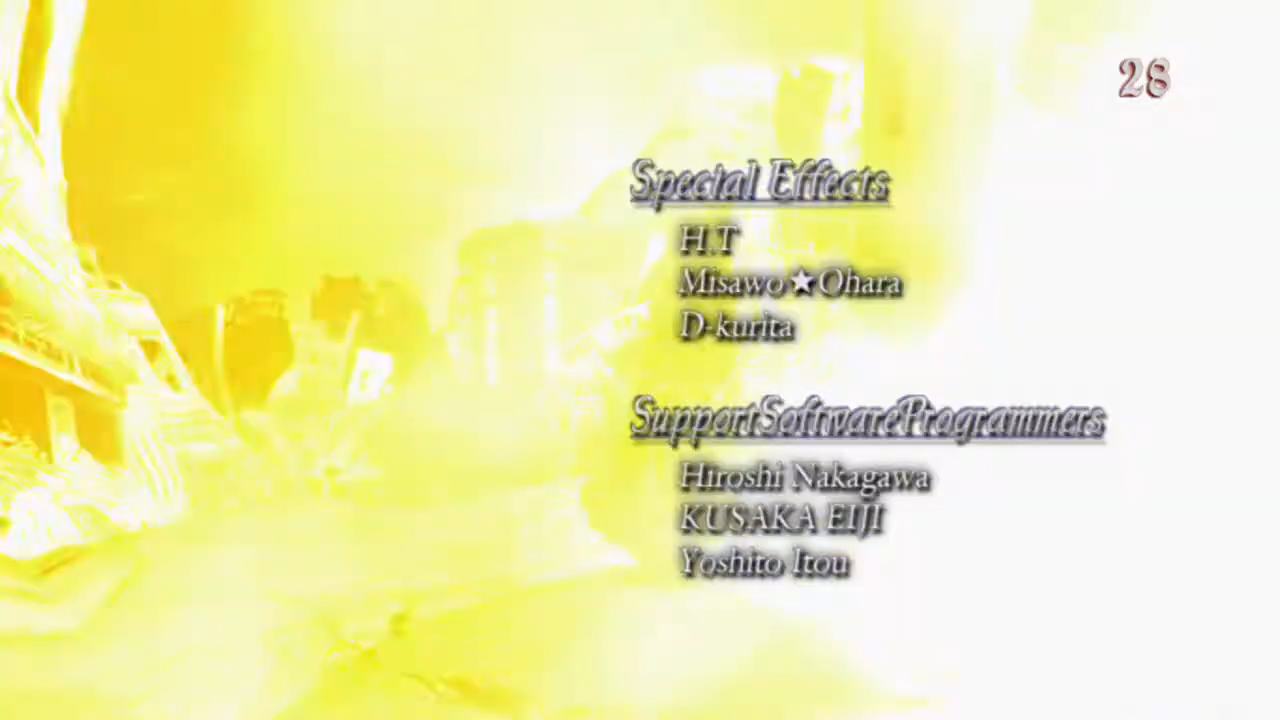 28
Special Effects
H.T
Misawo★Ohara
D-kurita
SupportSoftwareProgrammers
Hiroshi Nakagawa
KUSAKA EIJI
Yoshito Itou